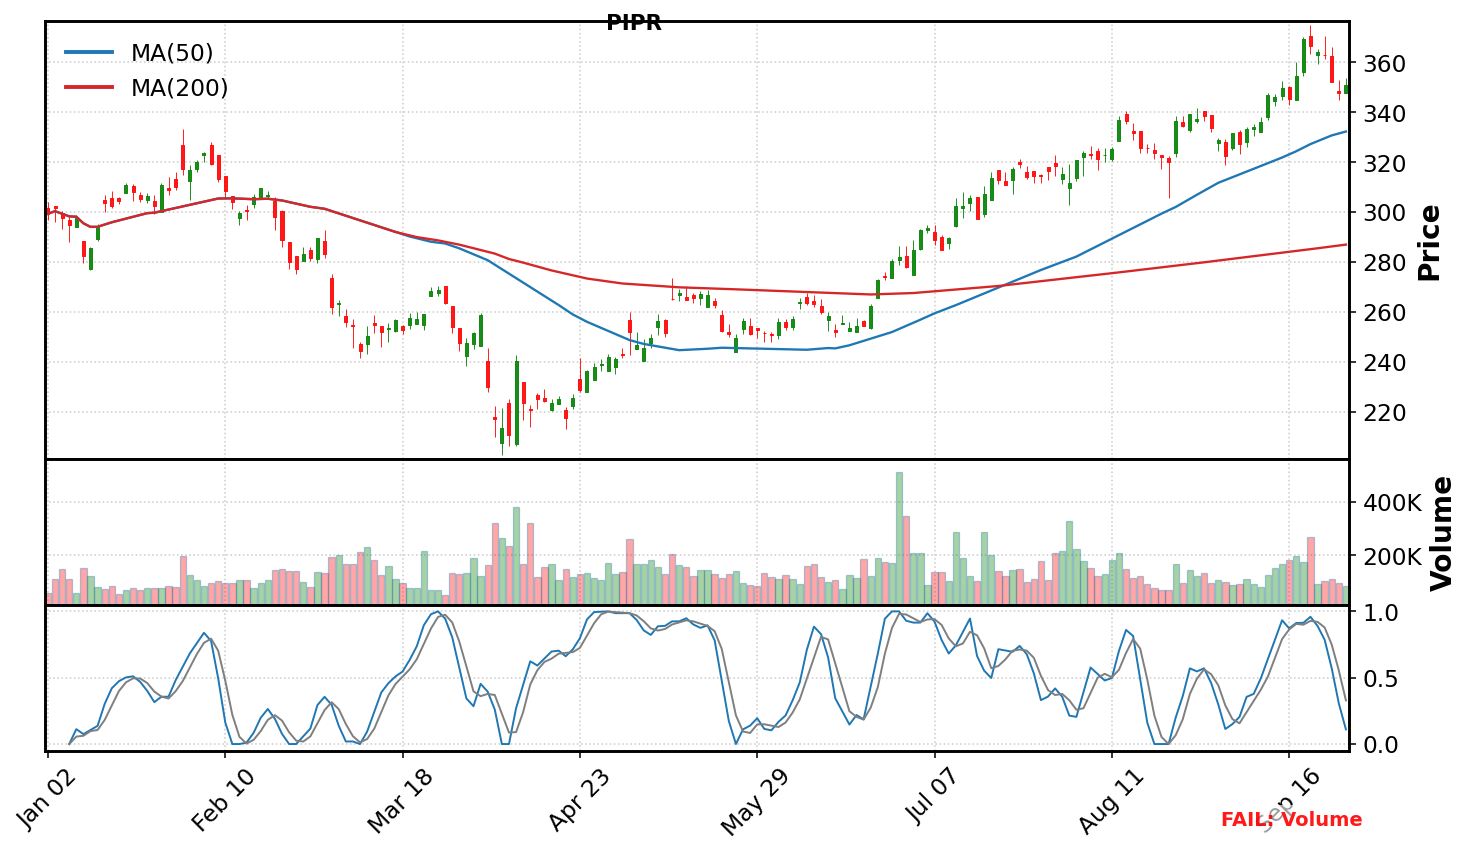 PIPR
MA(50)
MA(200)
360
340
320
300
280
260
240
220
Price
400K
200K
Volume
1.0
0.5
0.0
Jan 02
Feb 10
Mar 18
Apr 23
May 29
Jul 07
Aug 11
Sep 16
FAIL: Volume